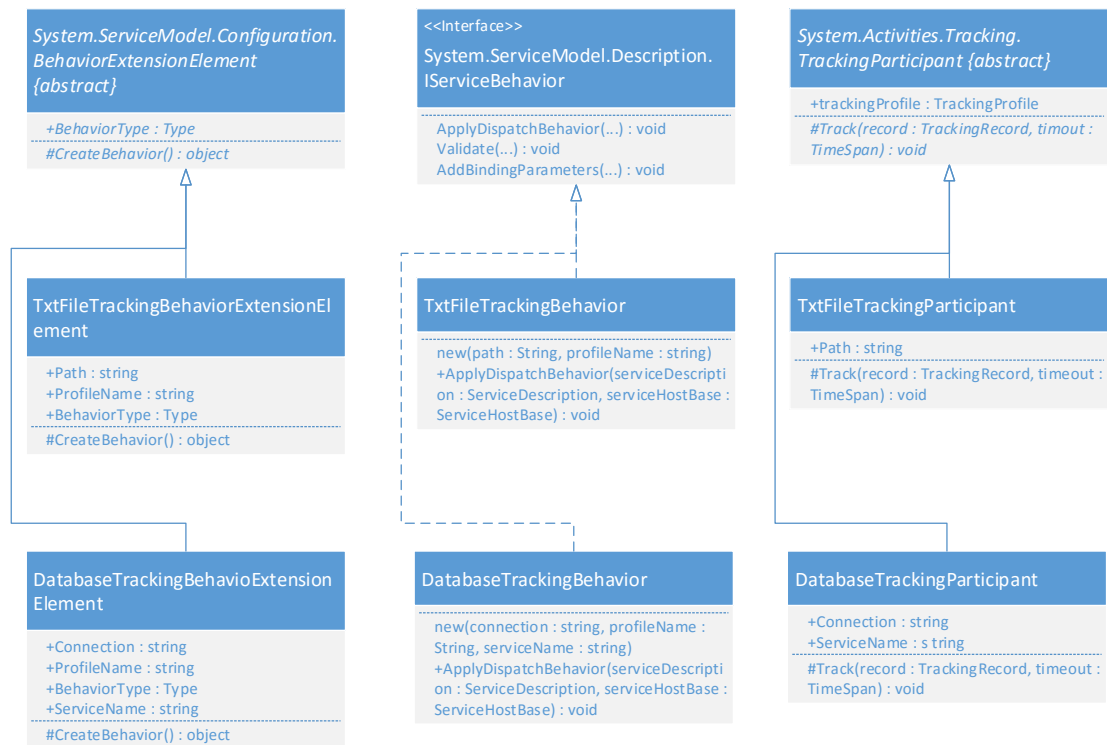 System.ServiceModel.Configuration.
BehaviorExtensionElement
{abstract}
+BehaviorType : Type
#CreateBehavior() : object
<<Interface>>
System.ServiceModel.Description.
IServiceBehavior
ApplyDispatchBehavior(...) : void
Validate(...) : void
AddBindingParameters(...) : void
System.Activities.Tracking.
TrackingParticipant {abstract}
+trackingProfile : TrackingProfile
#Track(record : TrackingRecord, timout :
TimeSpan) : void
TxtFileTrackingBehaviorExtensionEl
ement
+Path : string
+ProfileName : string
+BehaviorType : Type
#CreateBehavior() : object
TxtFileTrackingBehavior
new(path : String, profileName : string)
+ApplyDispatchBehavior(serviceDescripti
on : ServiceDescription, serviceHostBase :
ServiceHostBase) : void
TxtFileTrackingParticipant
+Path : string
#Track(record : TrackingRecord, timeout :
TimeSpan) : void
DatabaseTrackingBehavioExtension
Element
+Connection : string
+ProfileName : string
+BehaviorType : Type
+ServiceName : string
#CreateBehavior() : object
DatabaseTrackingBehavior
new(connection : string, profileName :
String, serviceName : string)
+ApplyDispatchBehavior(serviceDescripti
on : ServiceDescription, serviceHostBase :
ServiceHostBase) : void
DatabaseTrackingParticipant
+Connection : string
+ServiceName : s tring
#Track(record : TrackingRecord, timeout :
TimeSpan) : void